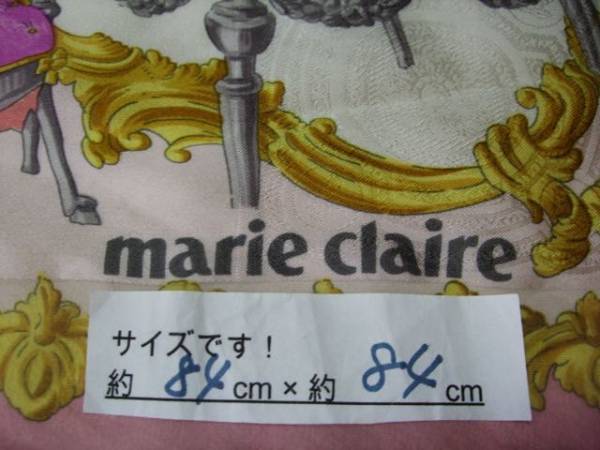 marie claire
サイズです！
約 84 cm × 約 84 cm